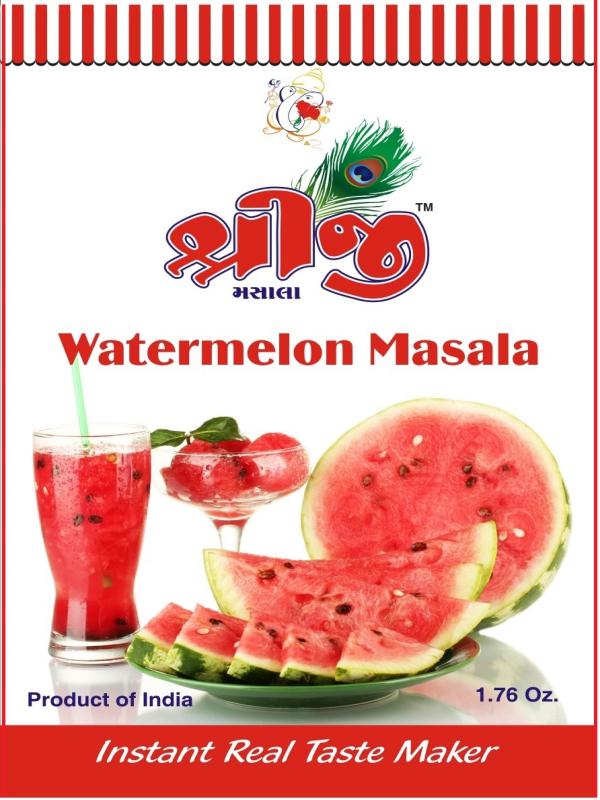 શ્રીજી TM
મસાલા
Watermelon Masala
Product of India
1.76 Oz.
Instant Real Taste Maker